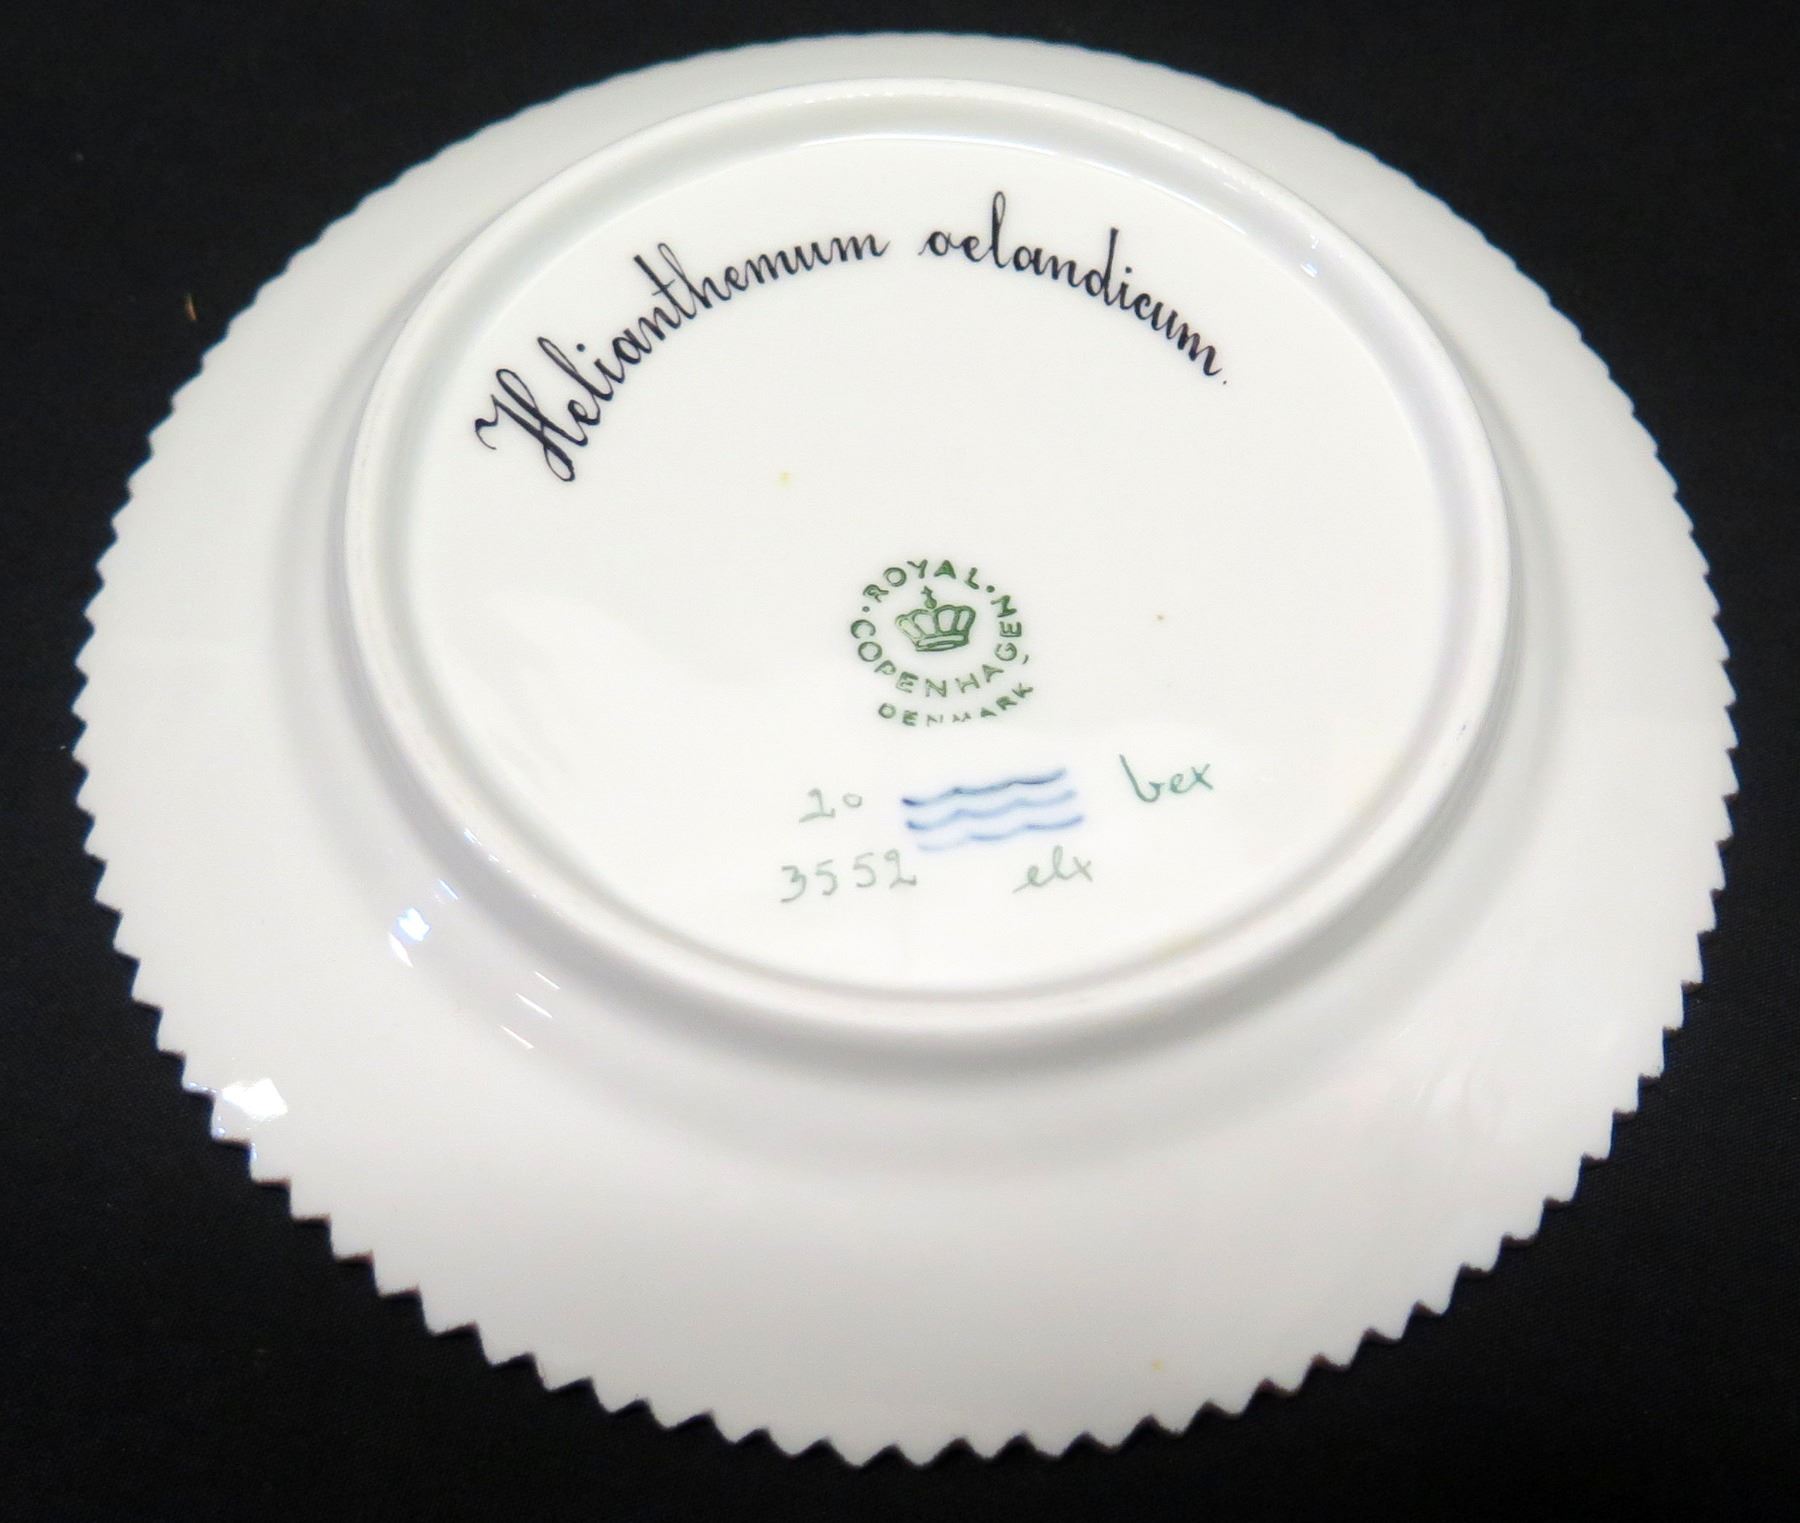 Helianthemum oelandicum.
ROYAL · COPENHAGEN ·
DENMARK
20 bex
3552 elx